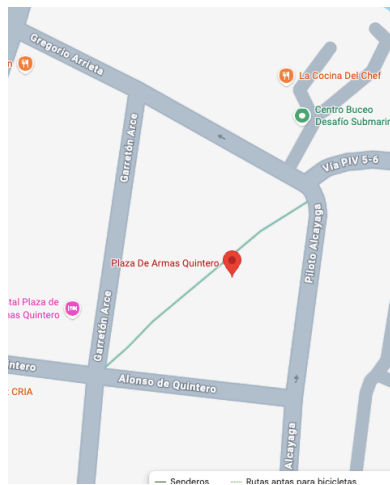 Gregorio Arrieta
n
La Cocina Del Chef
Centro Buceo
Desafío Submarin
Garretón Arce
Vía PIV 5-6
Piloto Alcayaga
Plaza De Armas Quintero
tal Plaza de
nas Quintero
Garretón Arce
intero
Alonso de Quintero
CRIA
Alcayaga
Senderos
Rutas aptas para bicicletas